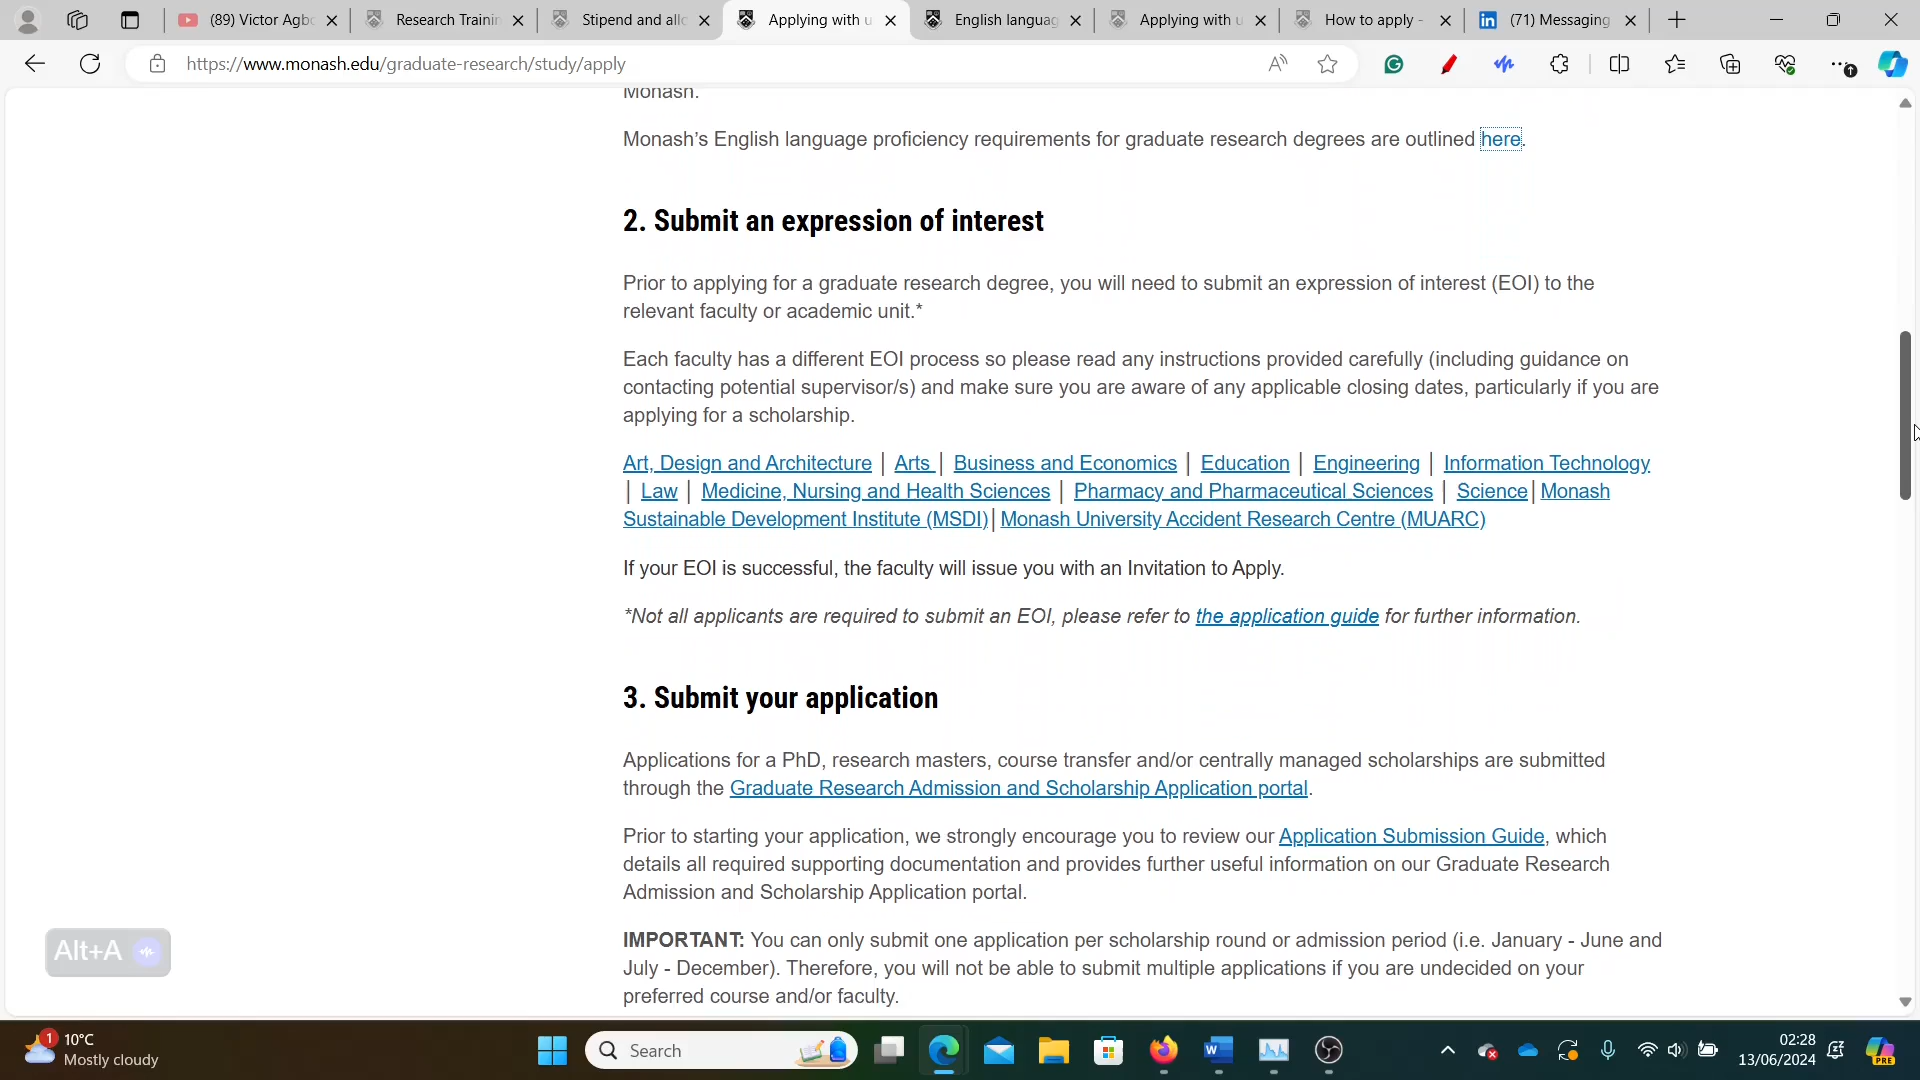 (89) Victor Agbo
Research Trainin
Stipend and allo
Applying with u
English languag
Applying with u
How to apply -
(71) Messaging
https://www.monash.edu/graduate-research/study/apply
Monash.
Monash's English language proficiency requirements for graduate research degrees are outlined here.
2. Submit an expression of interest
Prior to applying for a graduate research degree, you will need to submit an expression of interest (EOI) to the
relevant faculty or academic unit.*
Each faculty has a different EOI process so please read any instructions provided carefully (including guidance on
contacting potential supervisor/s) and make sure you are aware of any applicable closing dates, particularly if you are
applying for a scholarship.
Art, Design and Architecture | Arts | Business and Economics | Education | Engineering | Information Technology
| Law | Medicine, Nursing and Health Sciences | Pharmacy and Pharmaceutical Sciences | Science | Monash
Sustainable Development Institute (MSDI) | Monash University Accident Research Centre (MUARC)
If your EOI is successful, the faculty will issue you with an Invitation to Apply.
*Not all applicants are required to submit an EOI, please refer to the application guide for further information.
3. Submit your application
Applications for a PhD, research masters, course transfer and/or centrally managed scholarships are submitted
through the Graduate Research Admission and Scholarship Application portal.
Prior to starting your application, we strongly encourage you to review our Application Submission Guide, which
details all required supporting documentation and provides further useful information on our Graduate Research
Admission and Scholarship Application portal.
IMPORTANT: You can only submit one application per scholarship round or admission period (i.e. January - June and
July - December). Therefore, you will not be able to submit multiple applications if you are undecided on your
preferred course and/or faculty.
Alt+A
1
10°C
Mostly cloudy
Search
02:28
13/06/2024
PRE